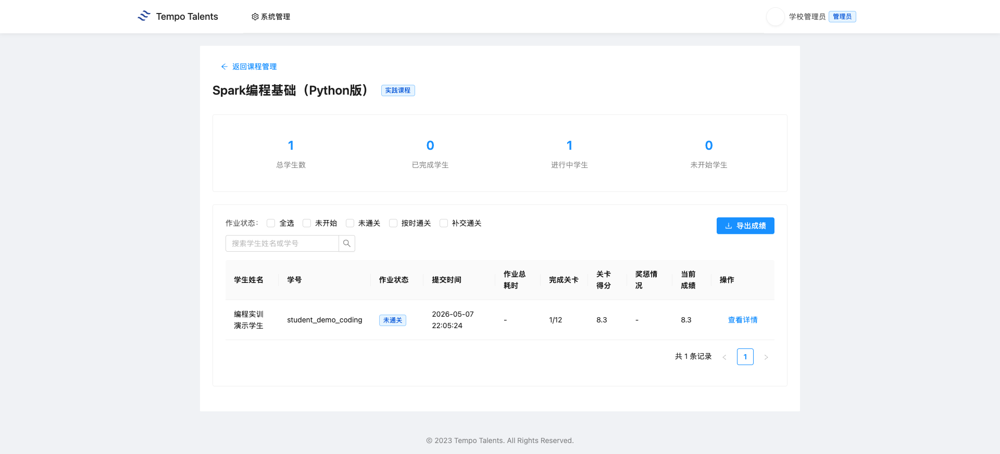 Tempo Talents
系统管理
学校管理员 管理员
返回课程管理
Spark编程基础（Python版） 实践课程
1 0 1 0
总学生数 已完成学生 进行中学生 未开始学生
作业状态： 全选 未开始 未通关 按时通关 补交通关
导出成绩
搜索学生姓名或学号
学生姓名 学号 作业状态 提交时间 作业总耗时 完成关卡 关卡得分 奖惩情况 当前成绩 操作
编程实训演示学生 student_demo_coding 未通关 2026-05-07 22:05:24 - 1/12 8.3 - 8.3 查看详情
共 1 条记录 < 1 >
© 2023 Tempo Talents. All Rights Reserved.